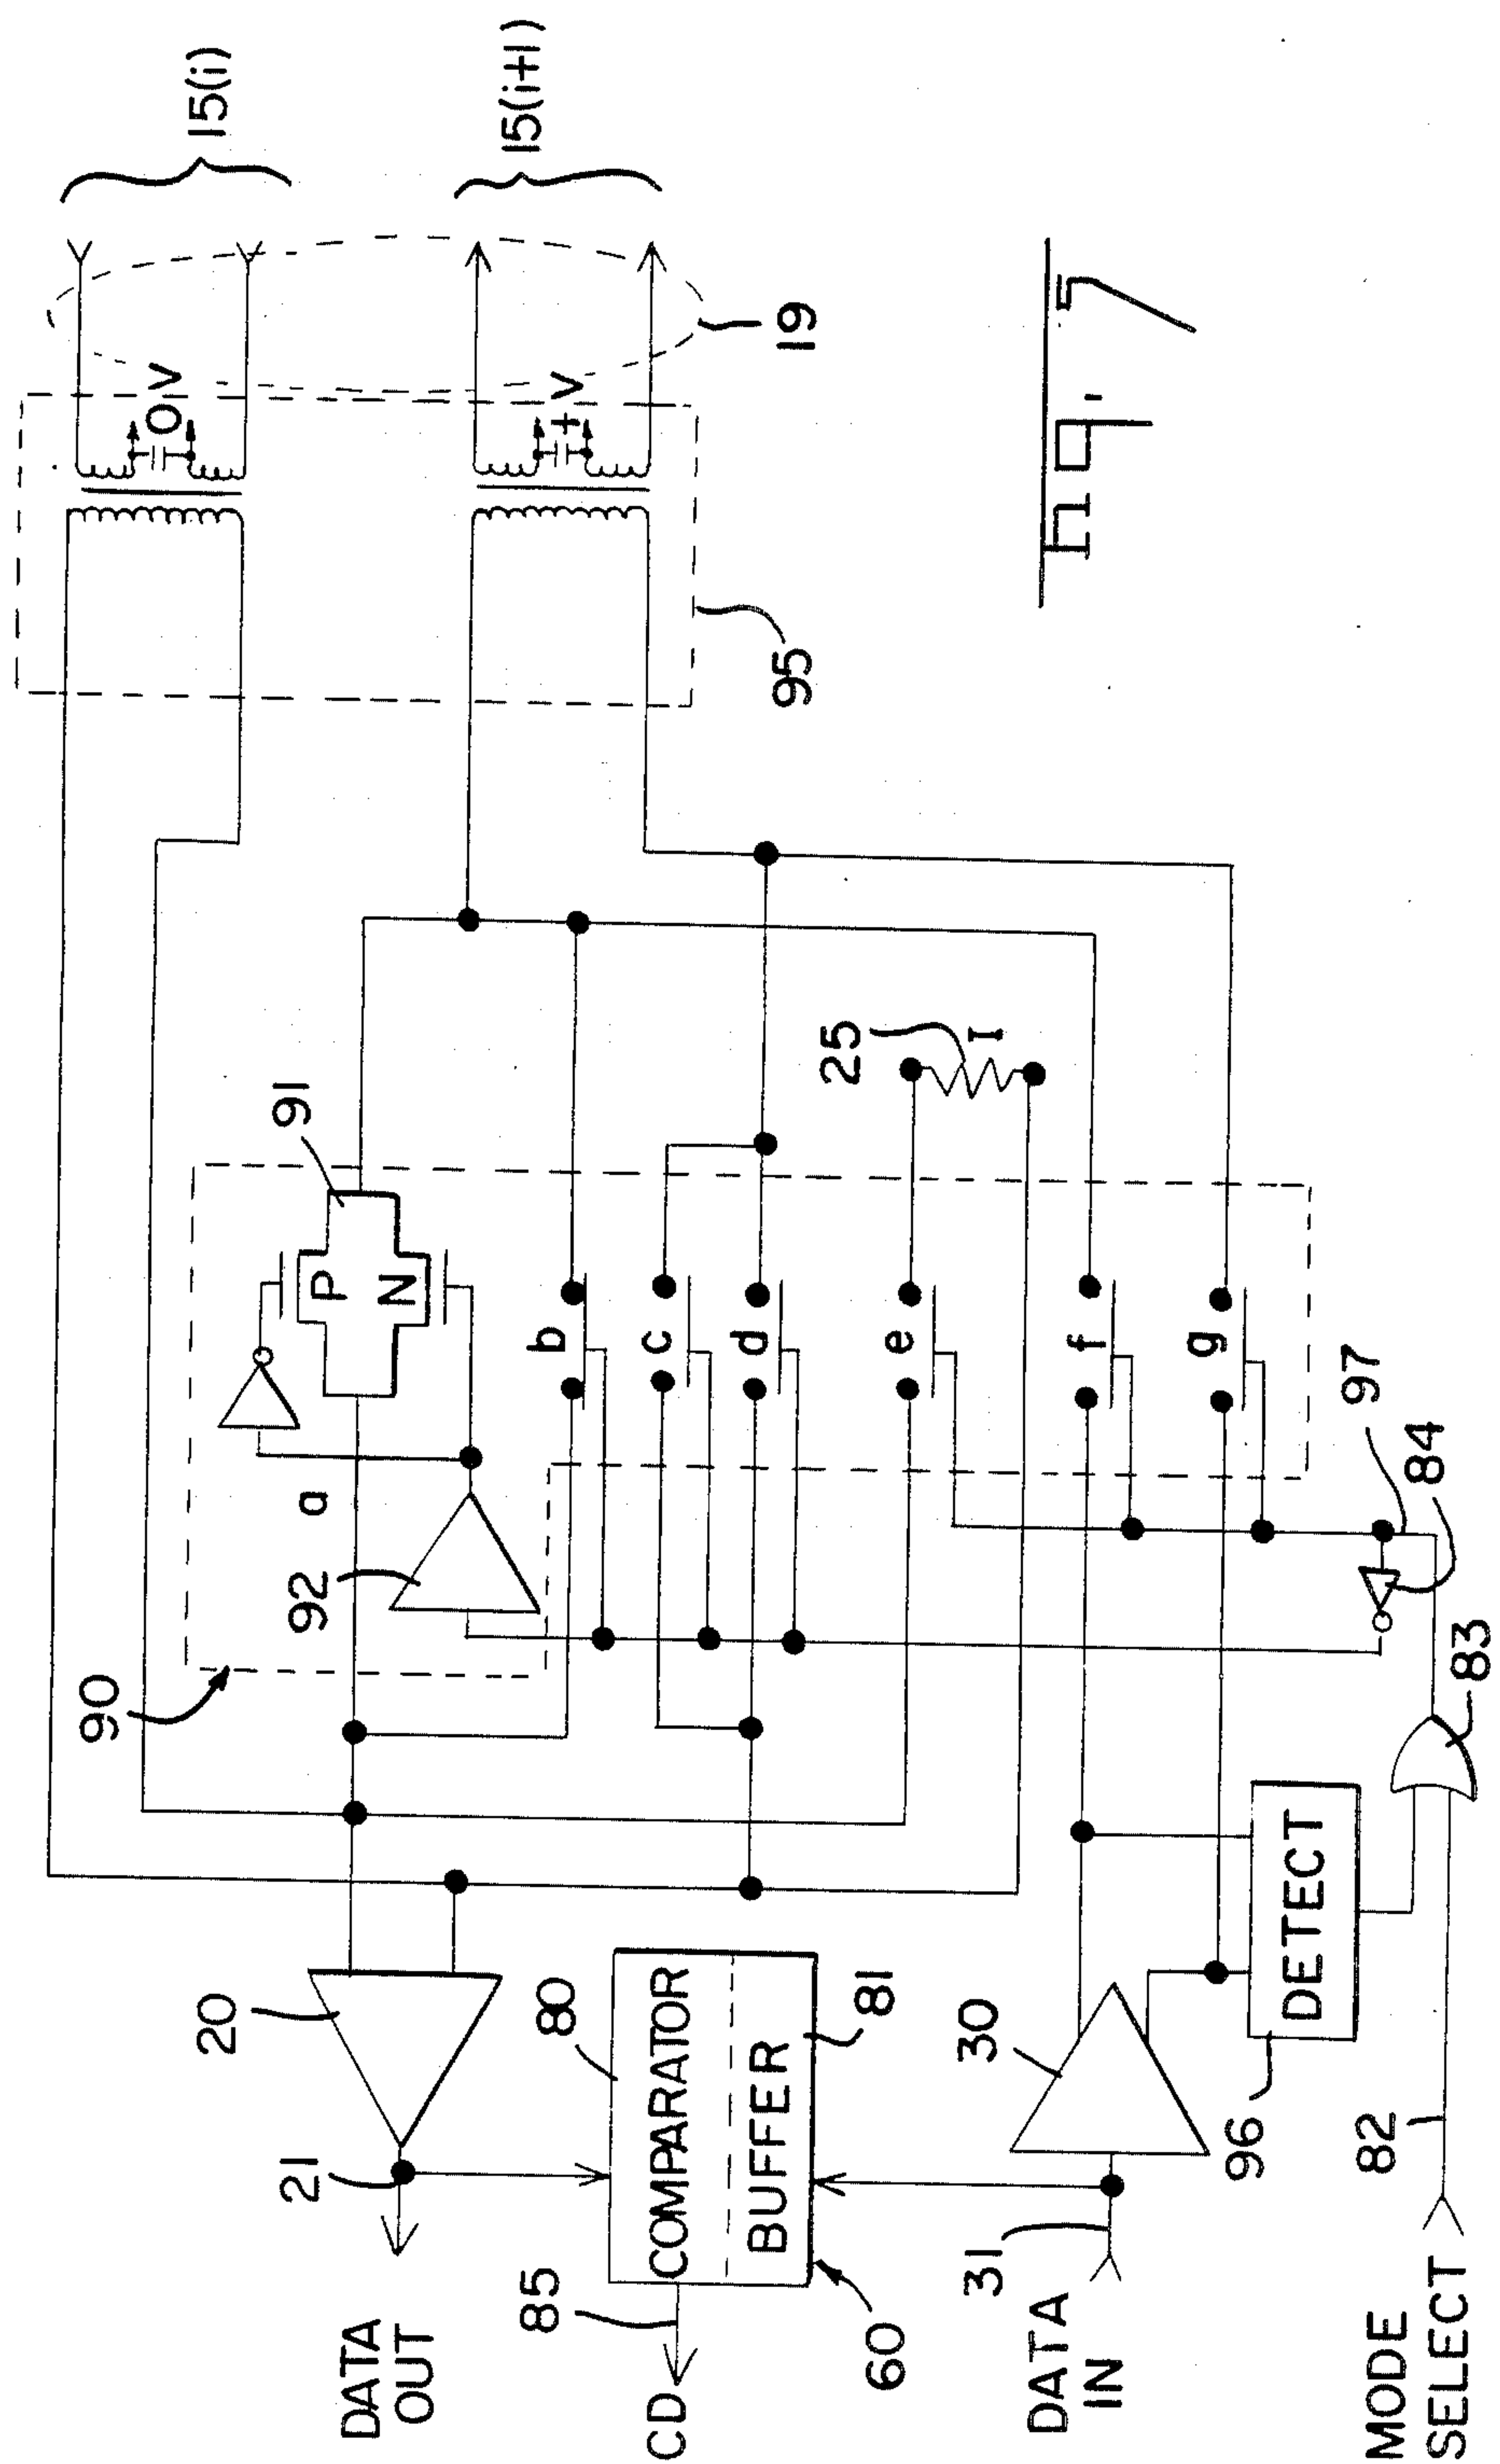 15(i)
15(i+1)
0 V
+ V
19
95
91
P
N
a
92
90
b
c
d
e
f
g
25
I
97
84
83
20
21
DATA
OUT
80
COMPARATOR
BUFFER
81
85
CD
60
30
31
DATA
IN
DETECT
96
82
MODE
SELECT
Fig. 7